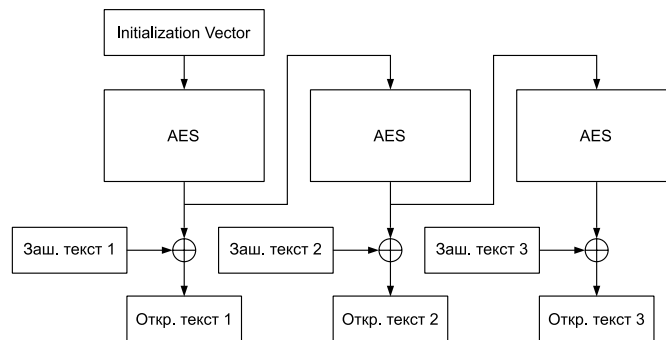 Initialization Vector
AES
AES
AES
Заш. текст 1
Заш. текст 2
Заш. текст 3
Откр. текст 1
Откр. текст 2
Откр. текст 3